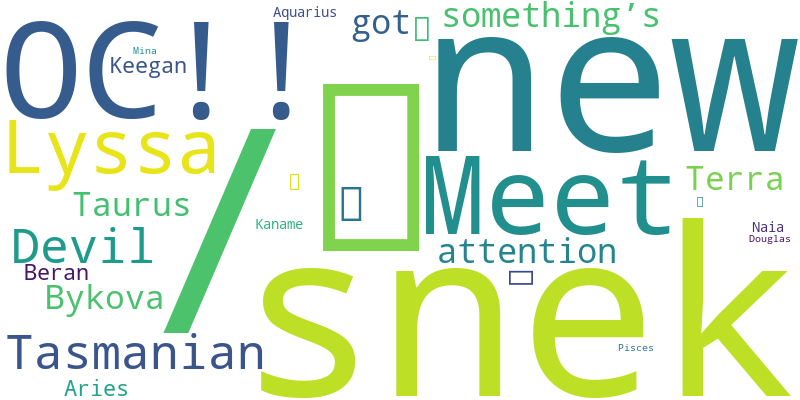 Aquarius
got
something’s
OC!!
new
Mina
Keegan
Lyssa
/
Meet
Terra
Taurus
Kaname
Naia
Douglas
Devil
attention
Beran
Bykova
snek
Tasmanian
Pisces
Aries